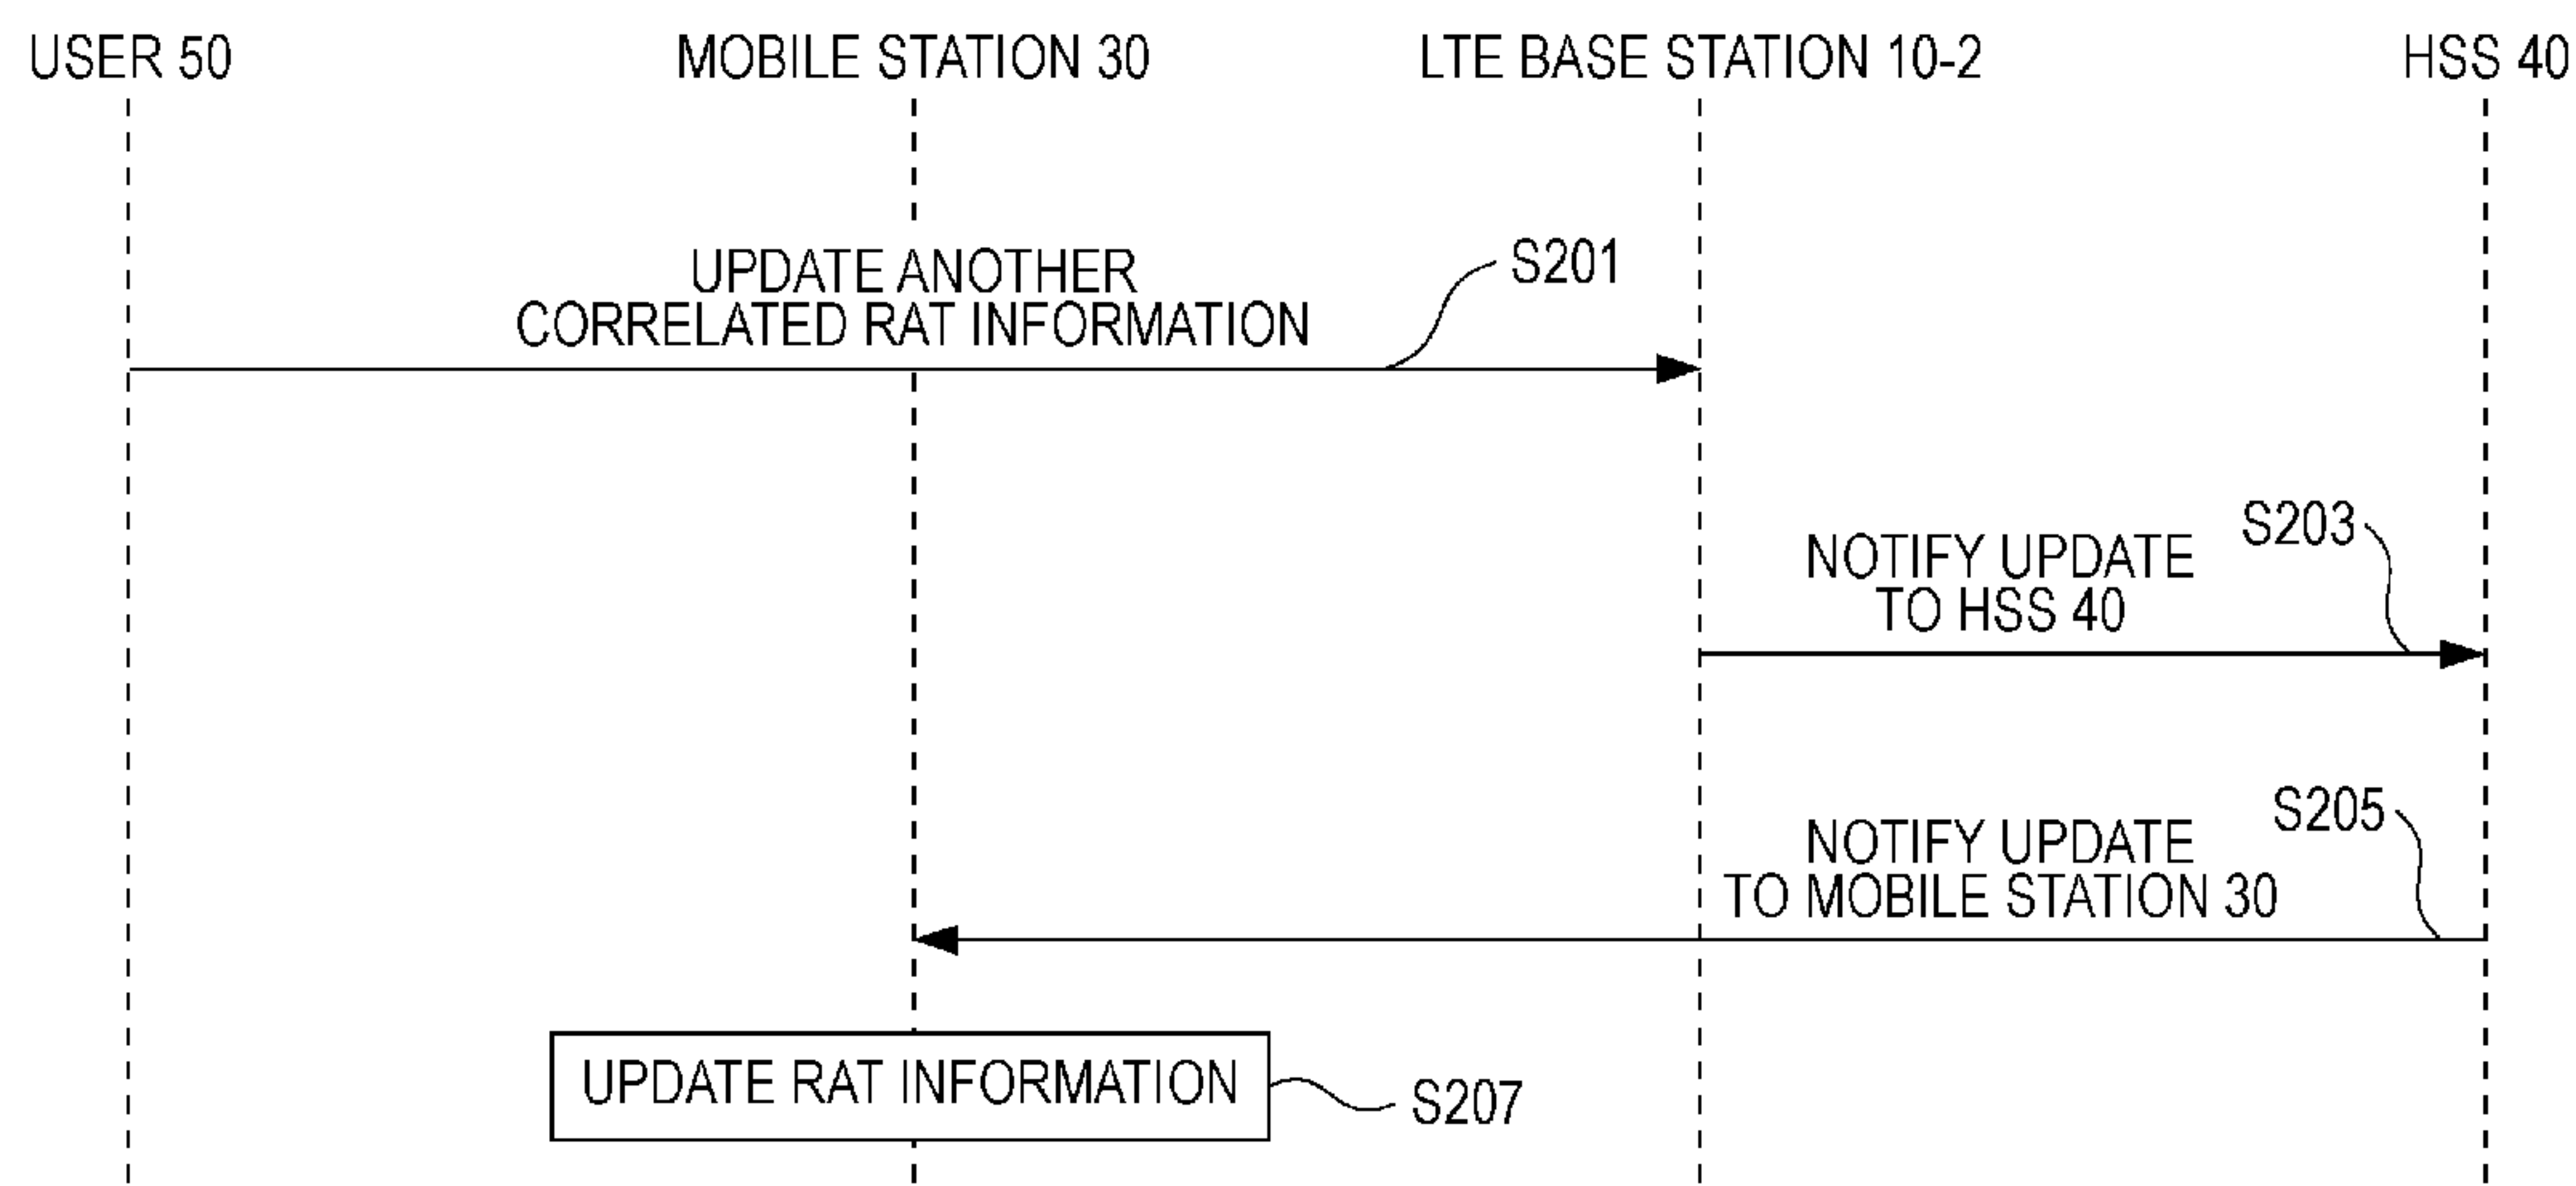 USER 50
MOBILE STATION 30
LTE BASE STATION 10-2
HSS 40
UPDATE ANOTHER
CORRELATED RAT INFORMATION
S201
NOTIFY UPDATE
TO HSS 40
S203
NOTIFY UPDATE
TO MOBILE STATION 30
S205
UPDATE RAT INFORMATION
S207